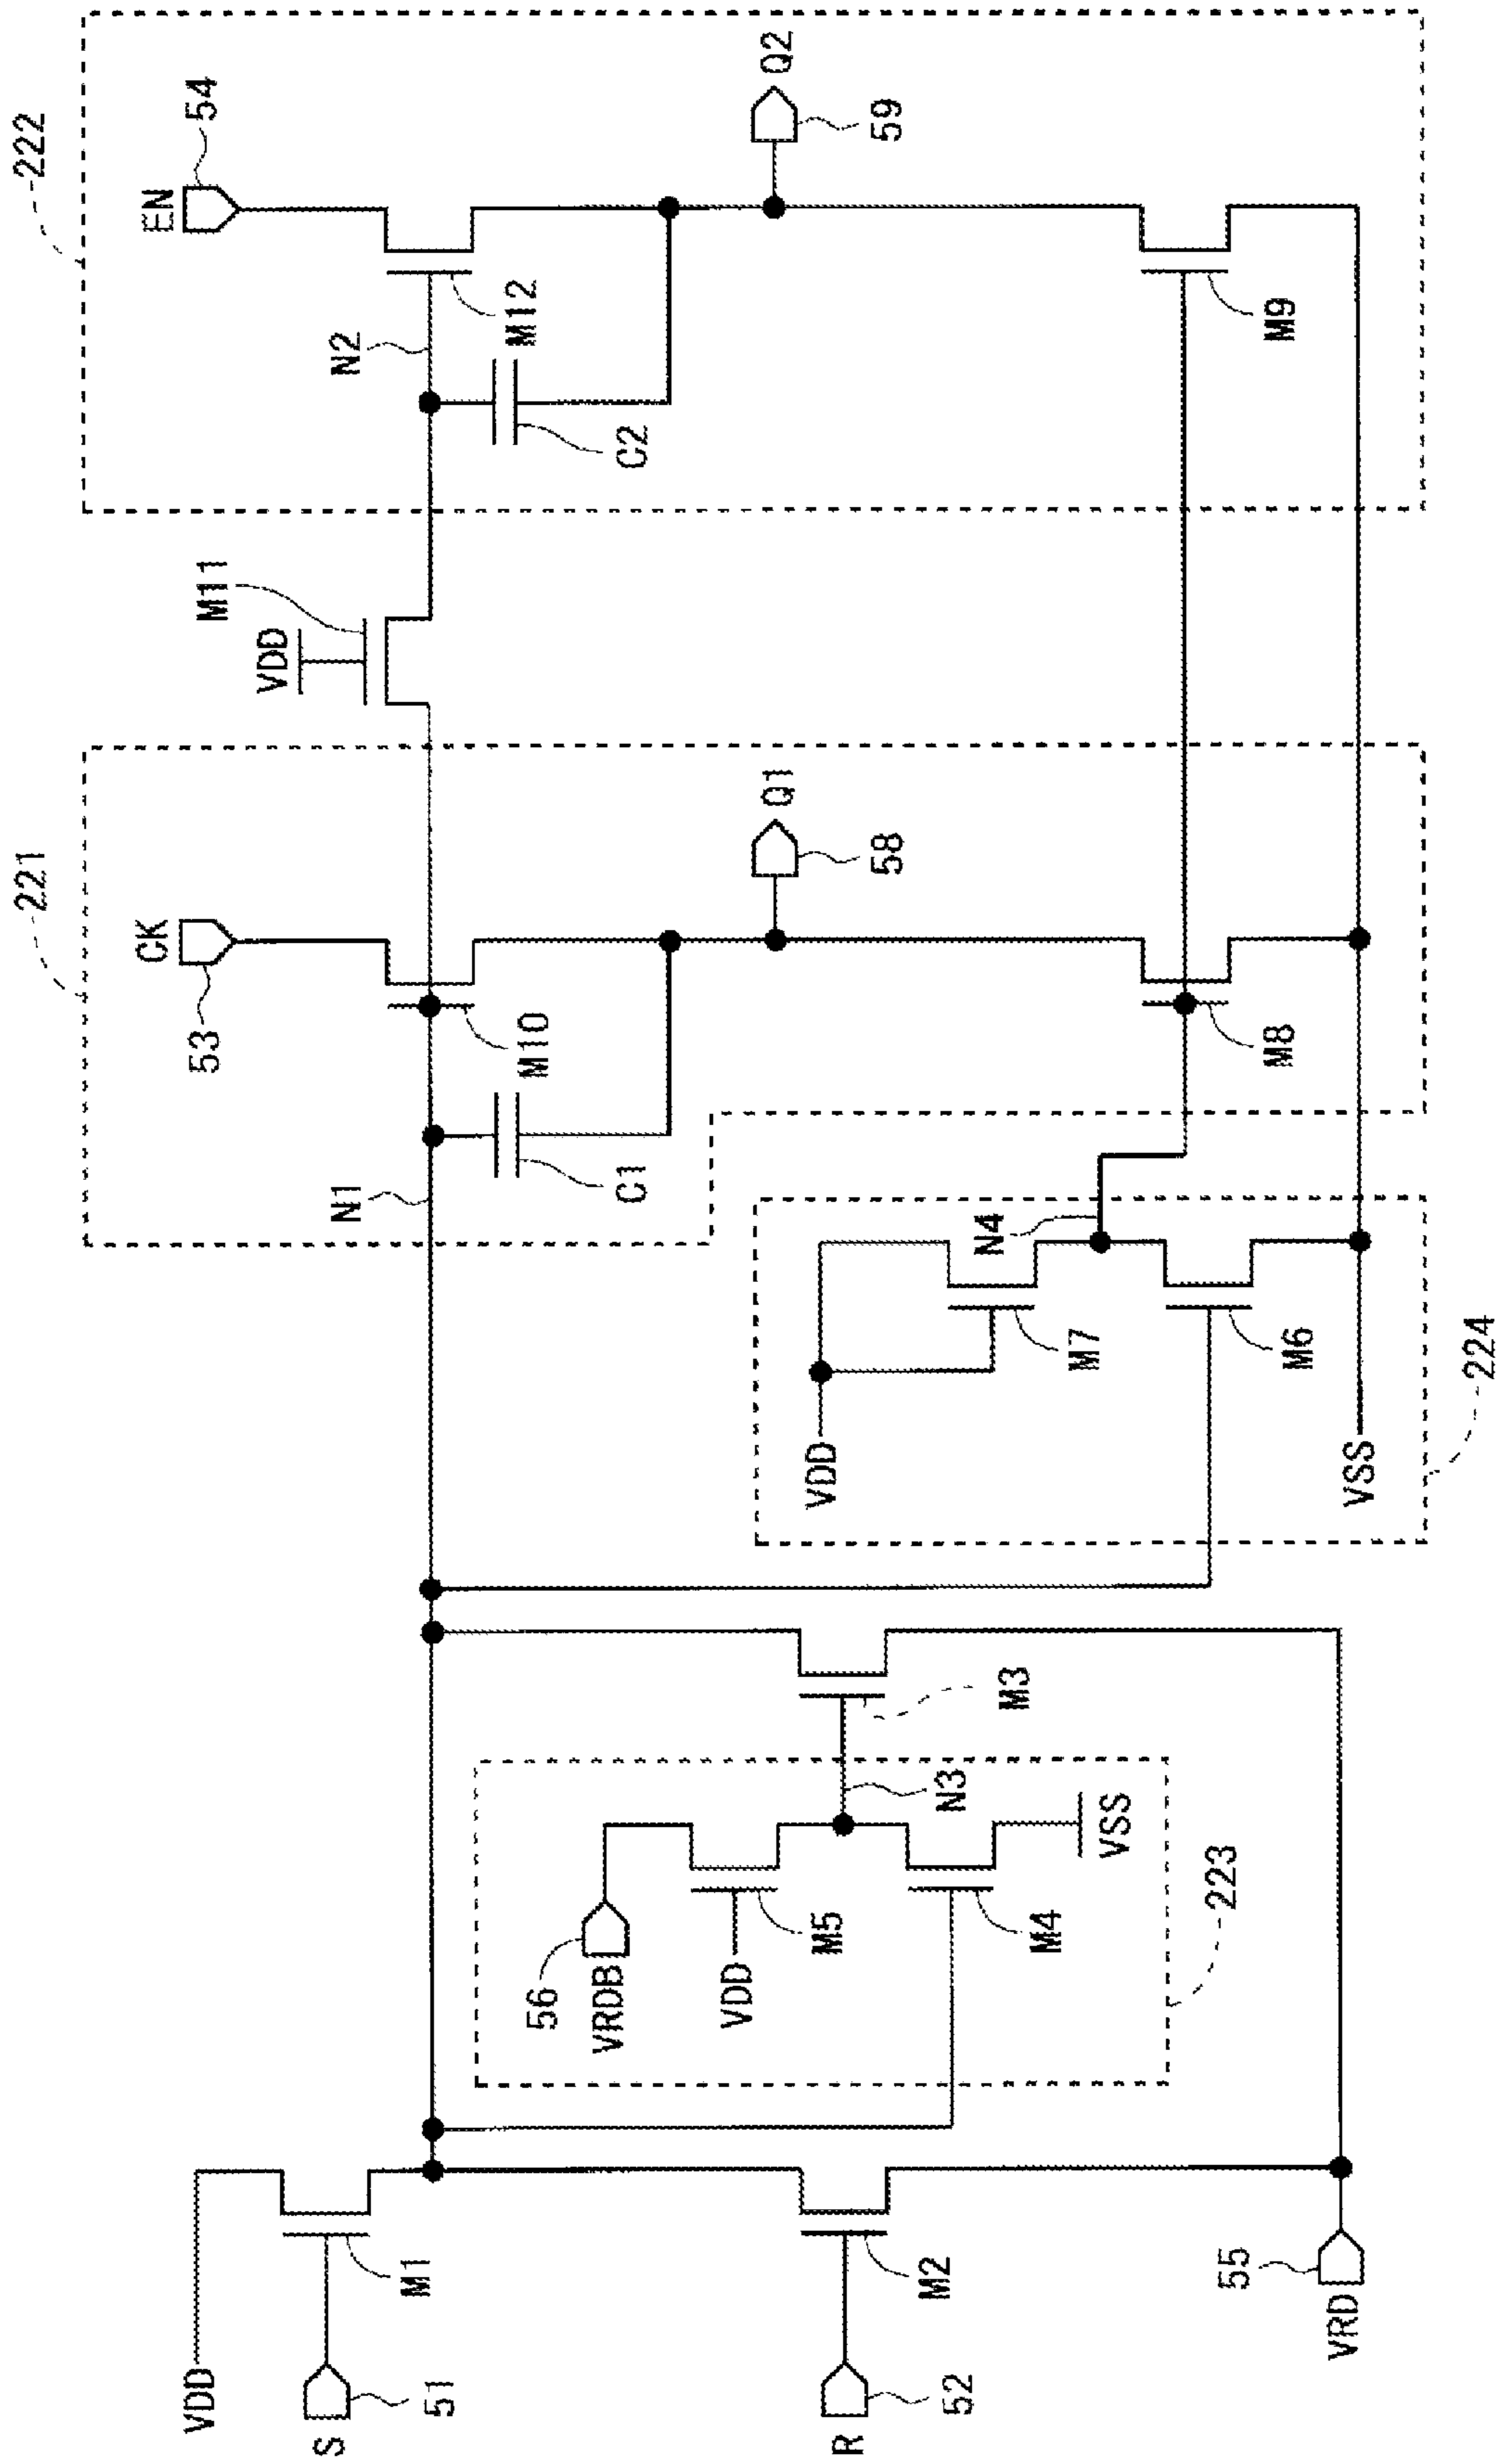 221
222
CK
53
EN
54
VDD
M11
N1
M10
C1
N2
M12
C2
Q1
58
Q2
59
VDD
S
51
M1
56
VRDB
VDD
M5
N3
M3
M4
VSS
223
R
52
M2
VRD
55
VDD
M7
N4
M6
VSS
224
M8
M9